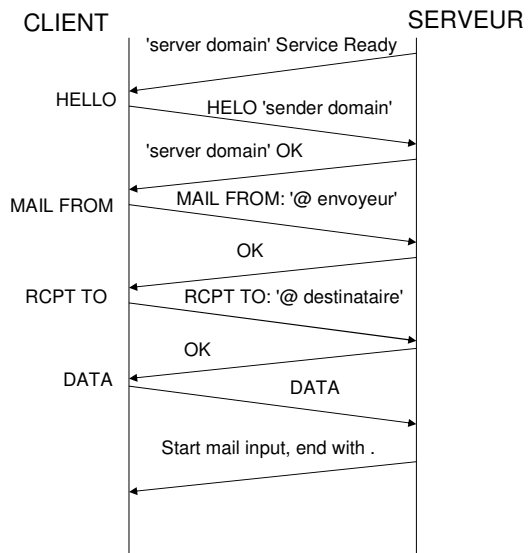 CLIENT
SERVEUR
'server domain' Service Ready
HELLO
HELO 'sender domain'
'server domain' OK
MAIL FROM
MAIL FROM: '@ envoyeur'
OK
RCPT TO
RCPT TO: '@ destinataire'
OK
DATA
DATA
Start mail input, end with .